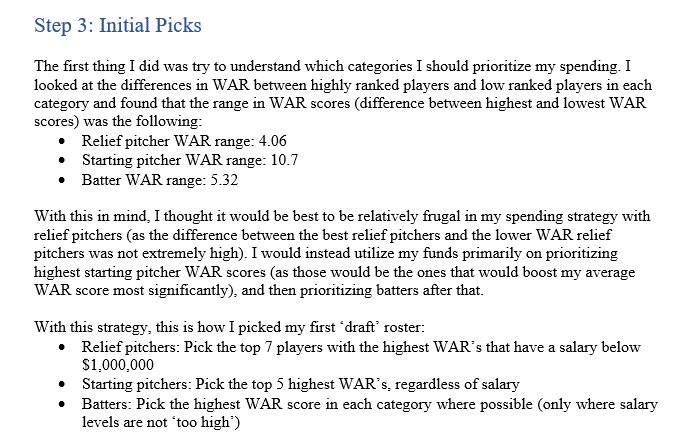 Step 3: Initial Picks
The first thing I did was try to understand which categories I should prioritize my spending. I
looked at the differences in WAR between highly ranked players and low ranked players in each
category and found that the range in WAR scores (difference between highest and lowest WAR
scores) was the following:
• Relief pitcher WAR range: 4.06
• Starting pitcher WAR range: 10.7
• Batter WAR range: 5.32
With this in mind, I thought it would be best to be relatively frugal in my spending strategy with
relief pitchers (as the difference between the best relief pitchers and the lower WAR relief
pitchers was not extremely high). I would instead utilize my funds primarily on prioritizing
highest starting pitcher WAR scores (as those would be the ones that would boost my average
WAR score most significantly), and then prioritizing batters after that.
With this strategy, this is how I picked my first ‘draft’ roster:
• Relief pitchers: Pick the top 7 players with the highest WAR’s that have a salary below
$1,000,000
• Starting pitchers: Pick the top 5 highest WAR’s, regardless of salary
• Batters: Pick the highest WAR score in each category where possible (only where salary
levels are not ‘too high’)